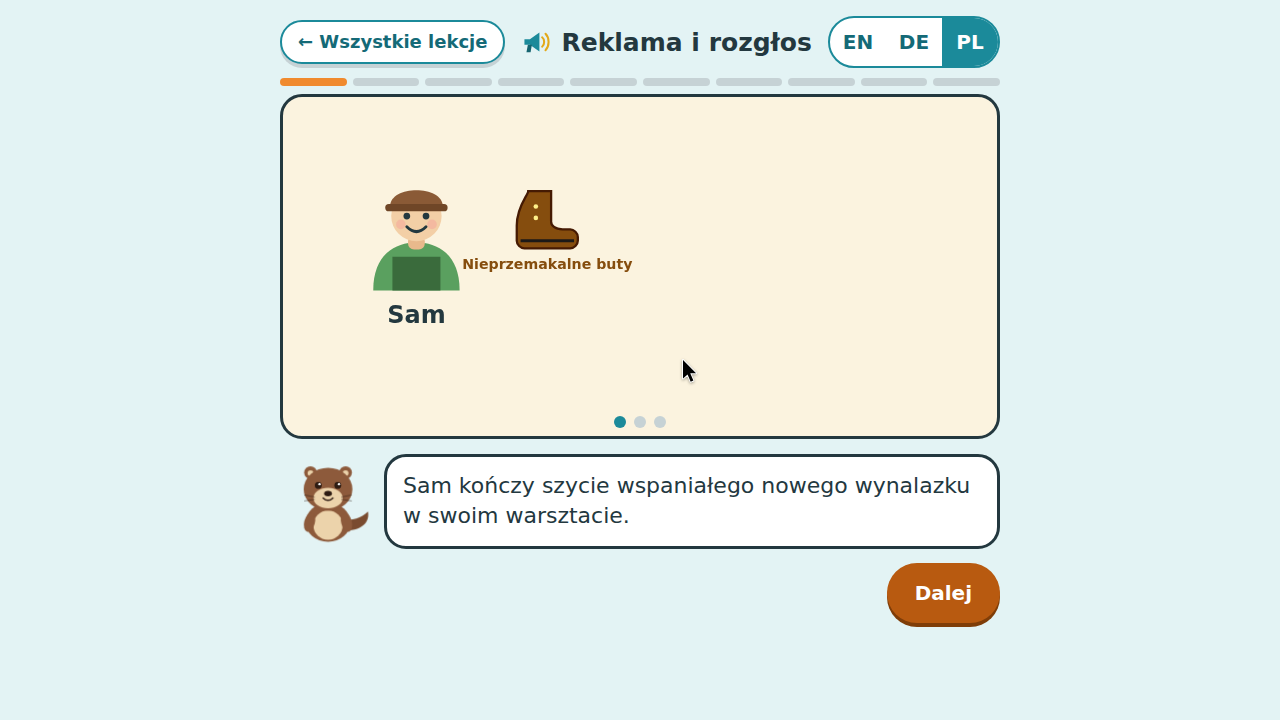 ← Wszystkie lekcje
Reklama i rozgłos
EN DE PL
Nieprzemakalne buty
Sam
Sam kończy szycie wspaniałego nowego wynalazku
w swoim warsztacie.
Dalej